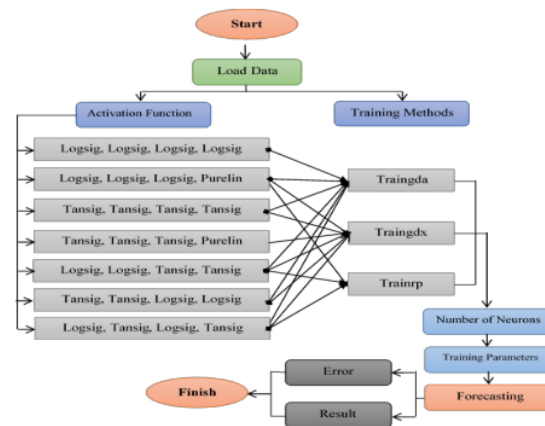 Start
Load Data
Activation Function
Training Methods
Logsig, Logsig, Logsig, Logsig
Logsig, Logsig, Logsig, Purelin
Tansig, Tansig, Tansig, Tansig
Tansig, Tansig, Tansig, Purelin
Logsig, Logsig, Tansig, Tansig
Tansig, Tansig, Logsig, Logsig
Logsig, Tansig, Logsig, Tansig
Traingda
Traingdx
Trainrp
Number of Neurons
Training Parameters
Forecasting
Error
Result
Finish